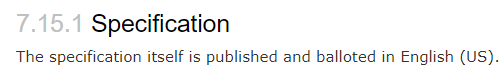 7.15.1 Specification
The specification itself is published and balloted in English (US).